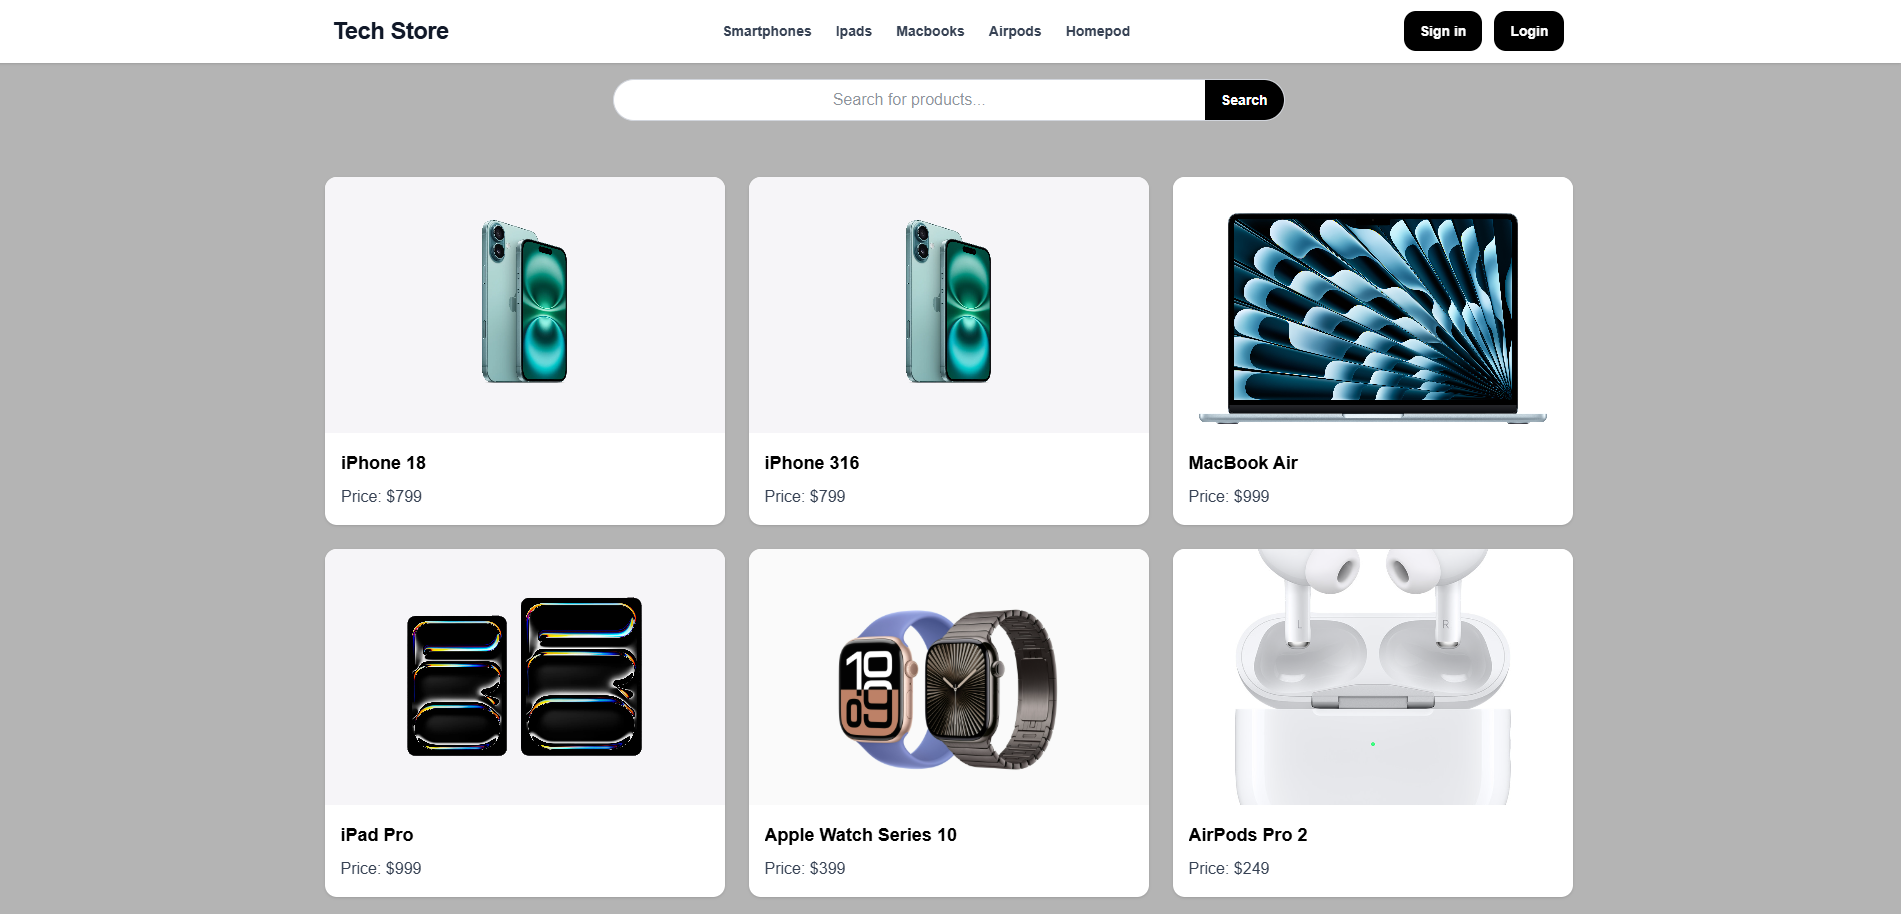 Tech Store
Smartphones Ipads Macbooks Airpods Homepod
Sign in Login
Search for products... Search
iPhone 18
Price: $799
iPhone 316
Price: $799
MacBook Air
Price: $999
iPad Pro
Price: $999
10
09
Apple Watch Series 10
Price: $399
L R
AirPods Pro 2
Price: $249